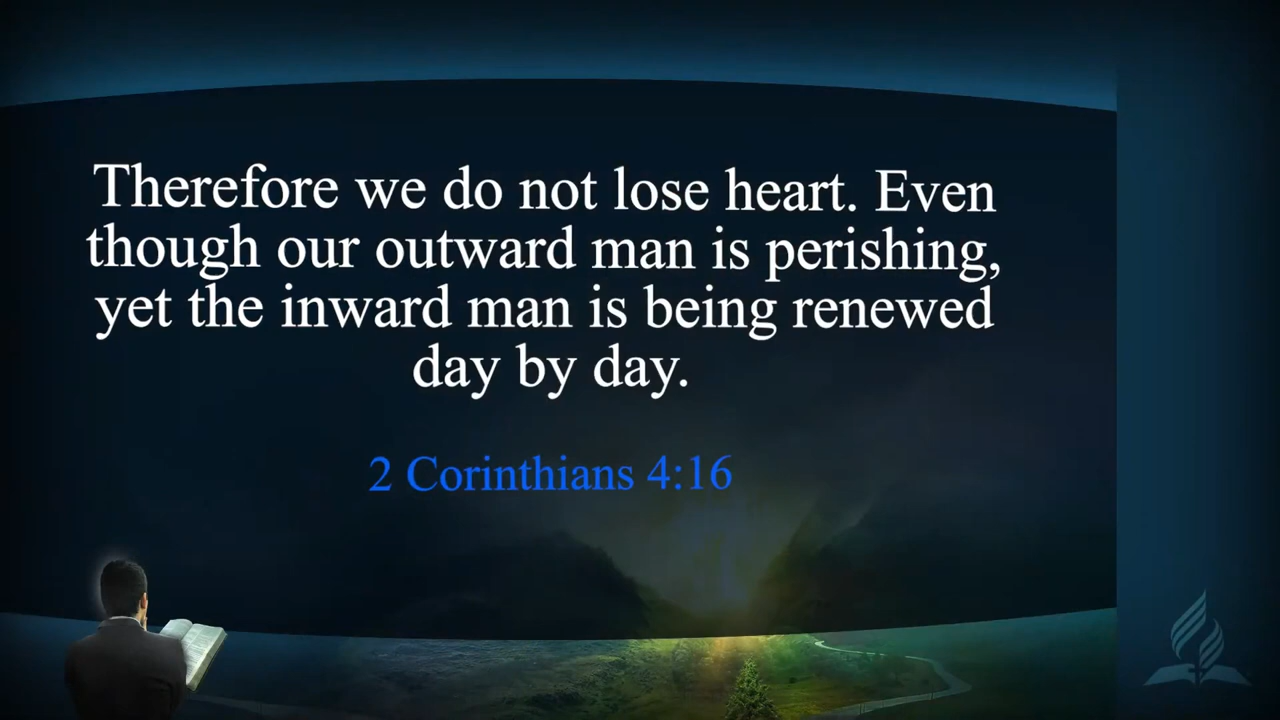 Therefore we do not lose heart. Even
though our outward man is perishing,
yet the inward man is being renewed
day by day.
2 Corinthians 4:16